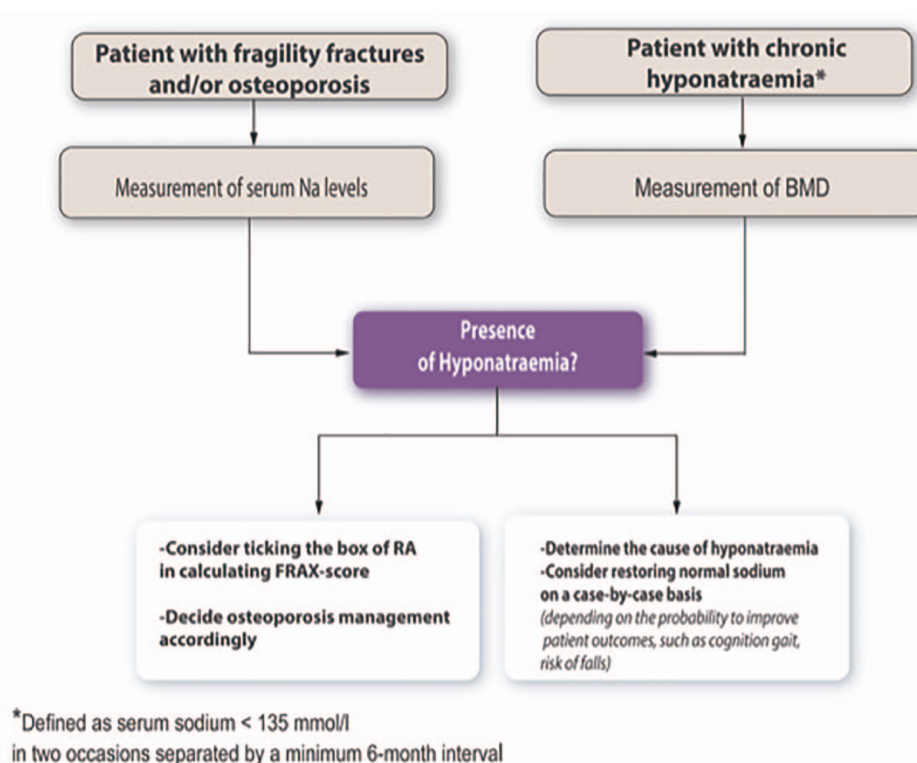 Patient with fragility fractures
and/or osteoporosis
Patient with chronic
hyponatraemia*
Measurement of serum Na levels
Measurement of BMD
Presence
of Hyponatraemia?
-Consider ticking the box of RA
in calculating FRAX-score
-Decide osteoporosis management
accordingly
-Determine the cause of hyponatraemia
-Consider restoring normal sodium
on a case-by-case basis
(depending on the probability to improve
patient outcomes, such as cognition gait,
risk of falls)
*Defined as serum sodium < 135 mmol/l
in two occasions separated by a minimum 6-month interval